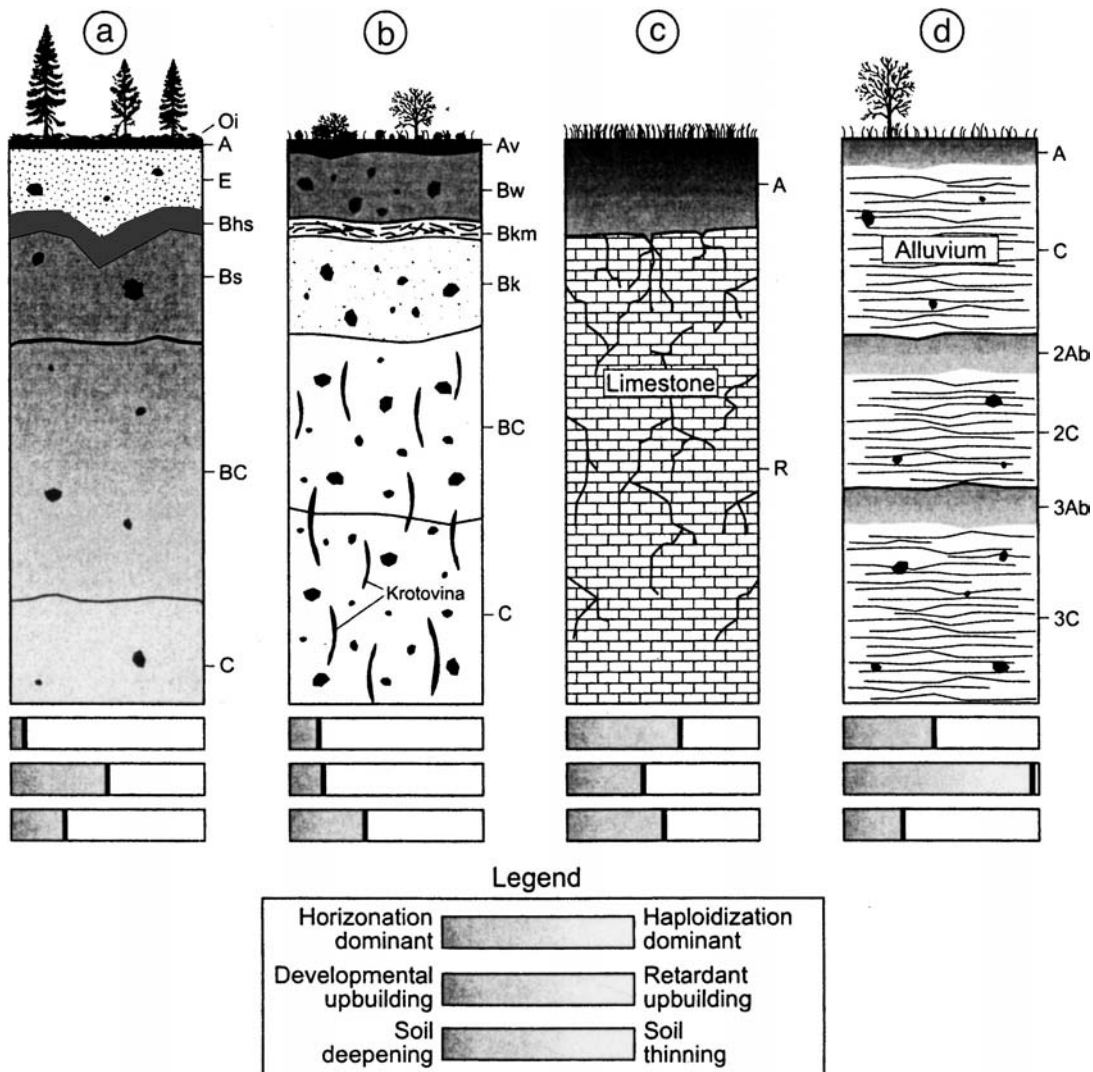 a
b
c
d
Oi
A
E
Bhs
Bs
BC
C
Av
Bw
Bkm
Bk
BC
Krotovina
C
A
Limestone
R
A
Alluvium
C
2Ab
2C
3Ab
3C
Legend
Horizonation
dominant
Haploidization
dominant
Developmental
upbuilding
Retardant
upbuilding
Soil
deepening
Soil
thinning